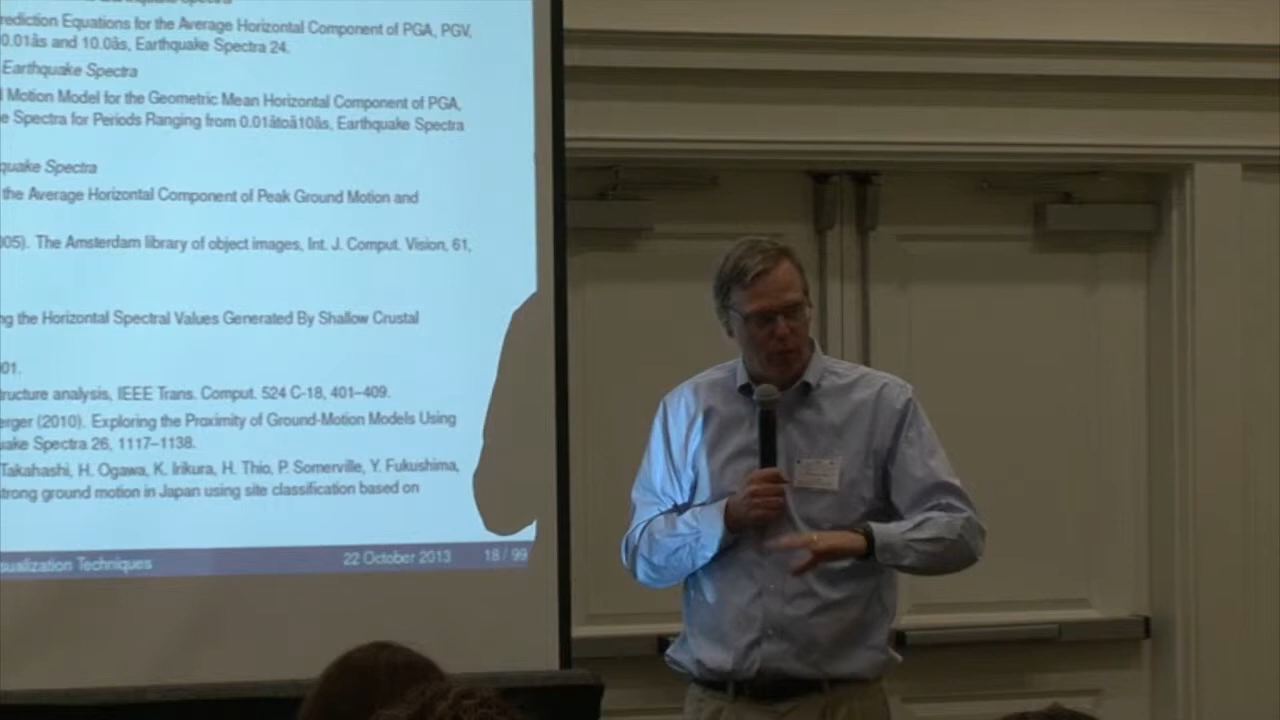 rediction Equations for the Average Horizontal Component of PGA, PGV,
0.01âs and 10.0âs, Earthquake Spectra 24.
Earthquake Spectra
Motion Model for the Geometric Mean Horizontal Component of PGA,
e Spectra for Periods Ranging from 0.01âtoâ10âs, Earthquake Spectra
quake Spectra
the Average Horizontal Component of Peak Ground Motion and
005). The Amsterdam library of object images, Int. J. Comput. Vision, 61,
ng the Horizontal Spectral Values Generated By Shallow Crustal
01.
ructure analysis, IEEE Trans. Comput. 524 C-18, 401–409.
erger (2010). Exploring the Proximity of Ground-Motion Models Using
uake Spectra 26, 1117–1138.
Takahashi, H. Ogawa, K. Irikura, H. Thio, P. Somerville, Y. Fukushima,
trong ground motion in Japan using site classification based on
sualization Techniques 22 October 2013 18 / 99